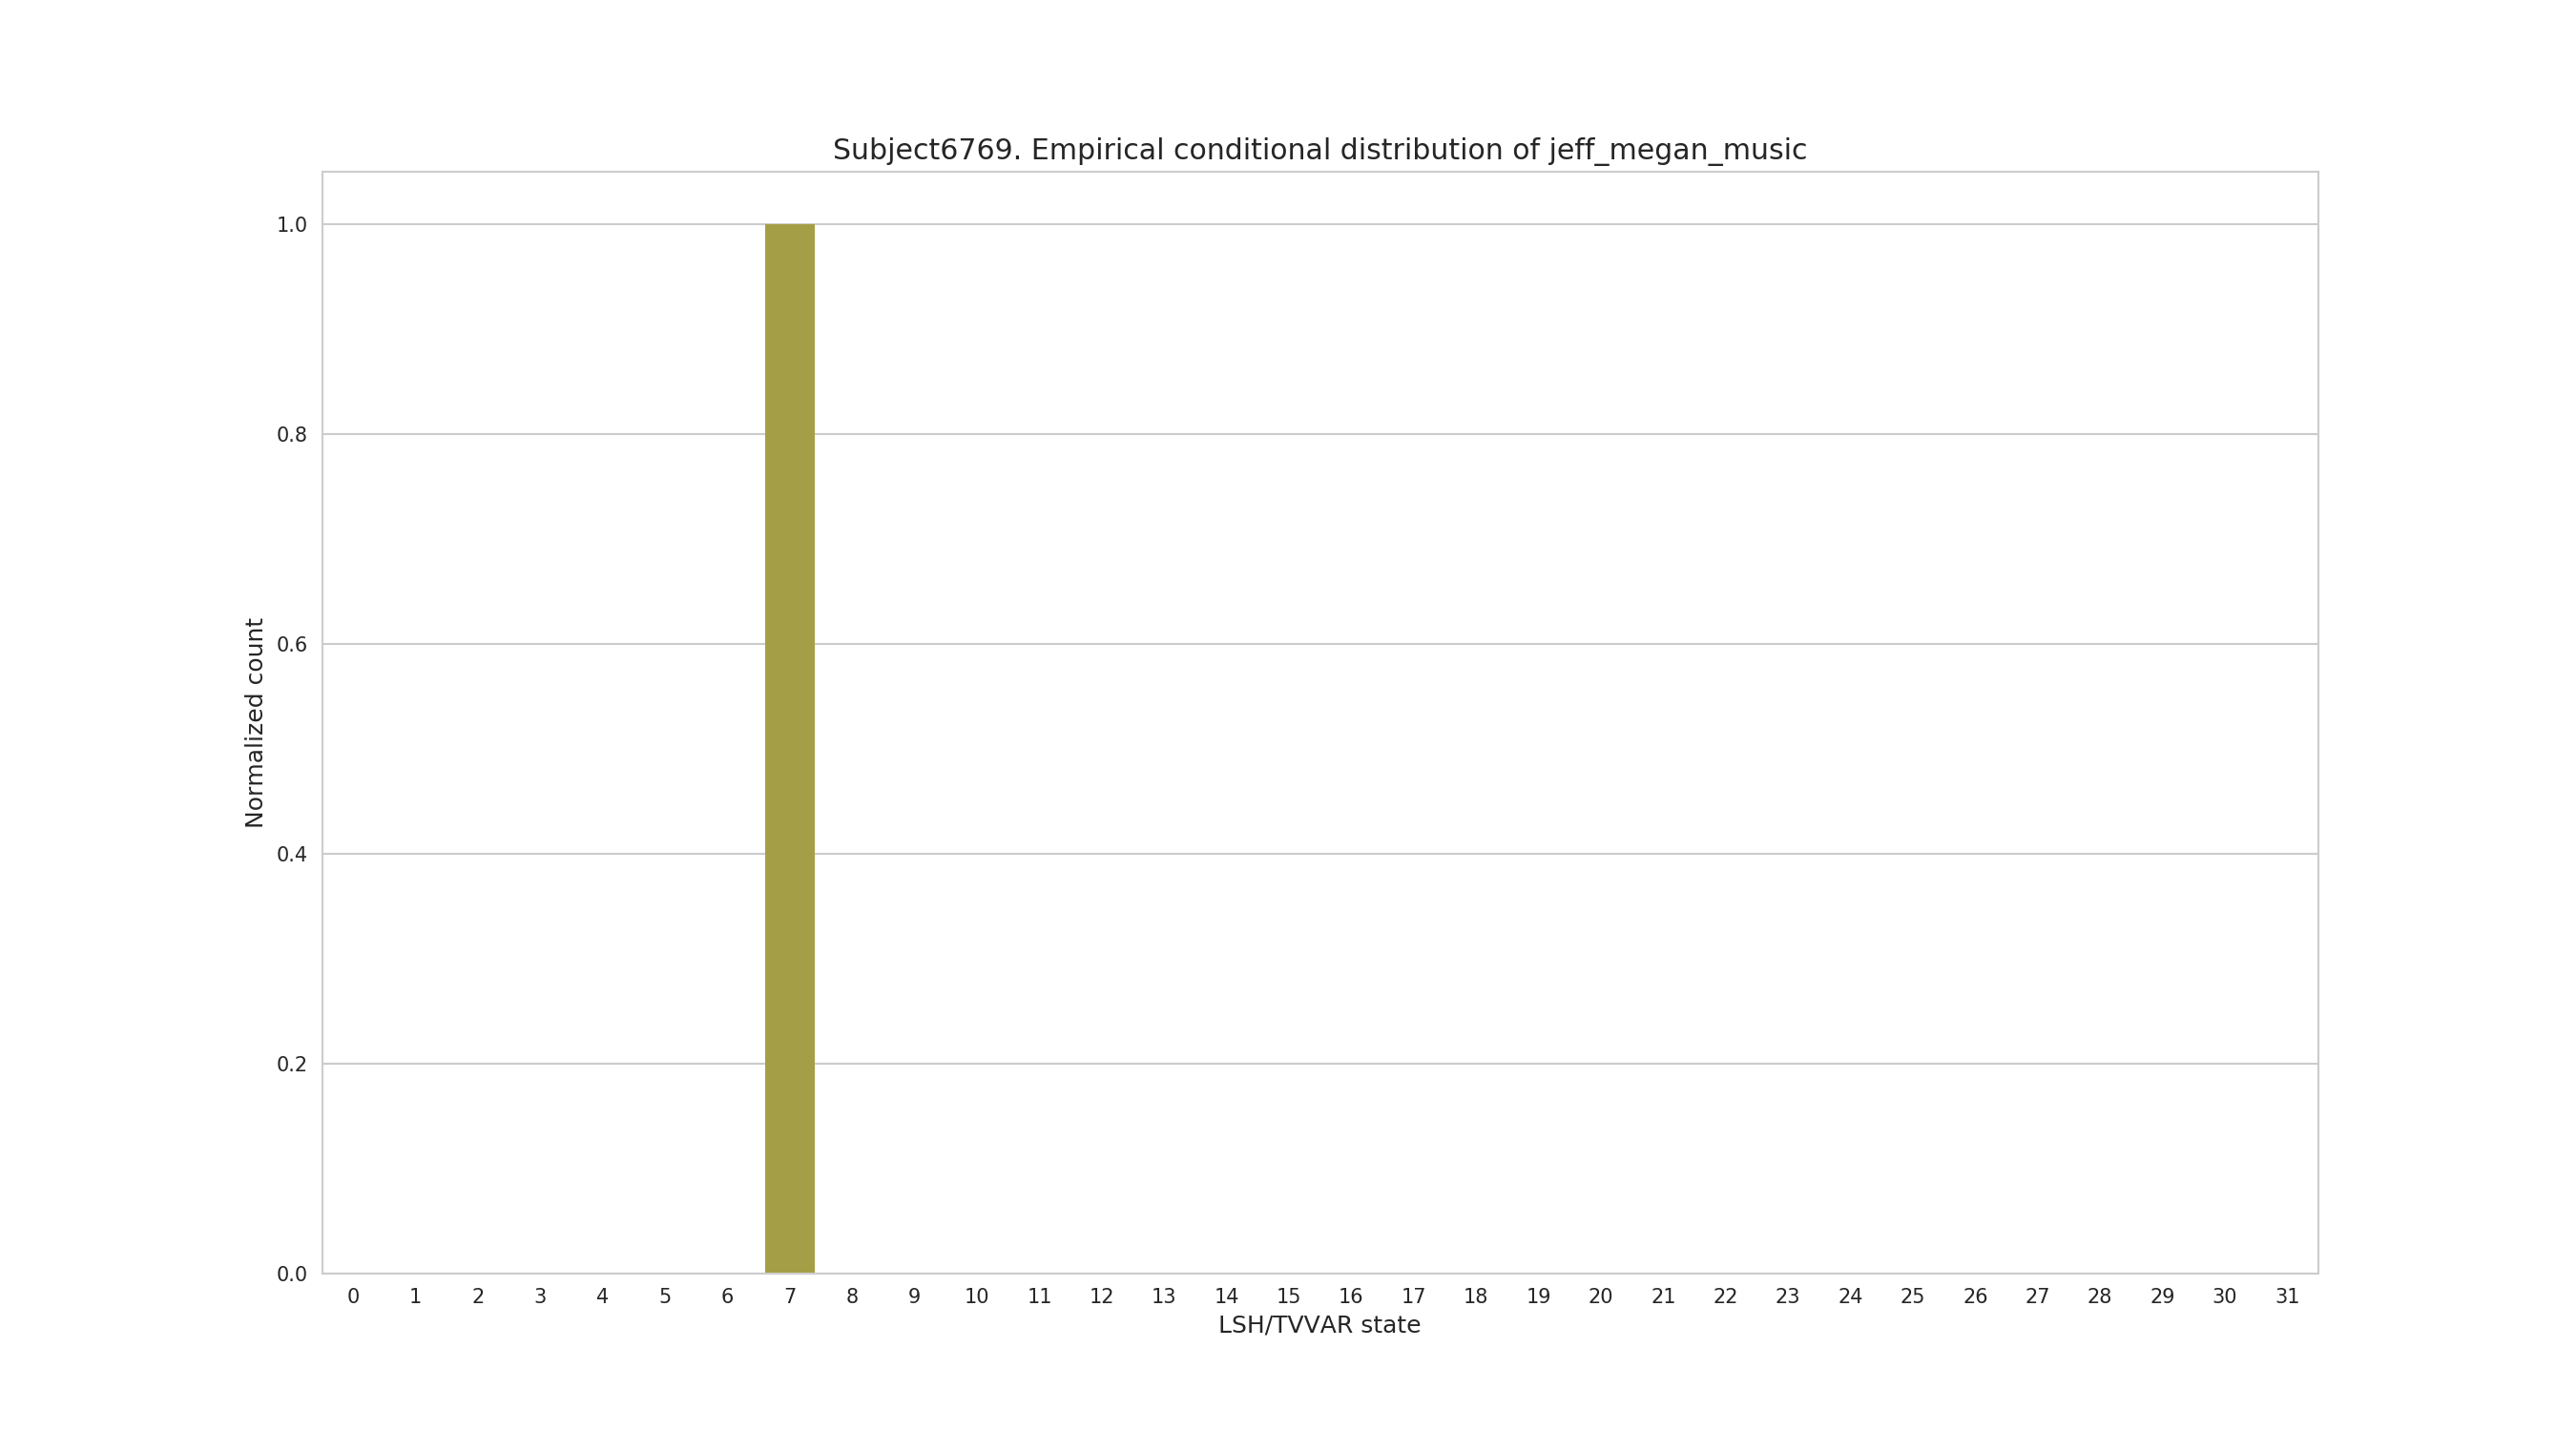 Subject6769. Empirical conditional distribution of jeff_megan_music
1.0
0.8
0.6
0.4
0.2
0.0
Normalized count
0 1 2 3 4 5 6 7 8 9 10 11 12 13 14 15 16 17 18 19 20 21 22 23 24 25 26 27 28 29 30 31
LSH/TVVAR state